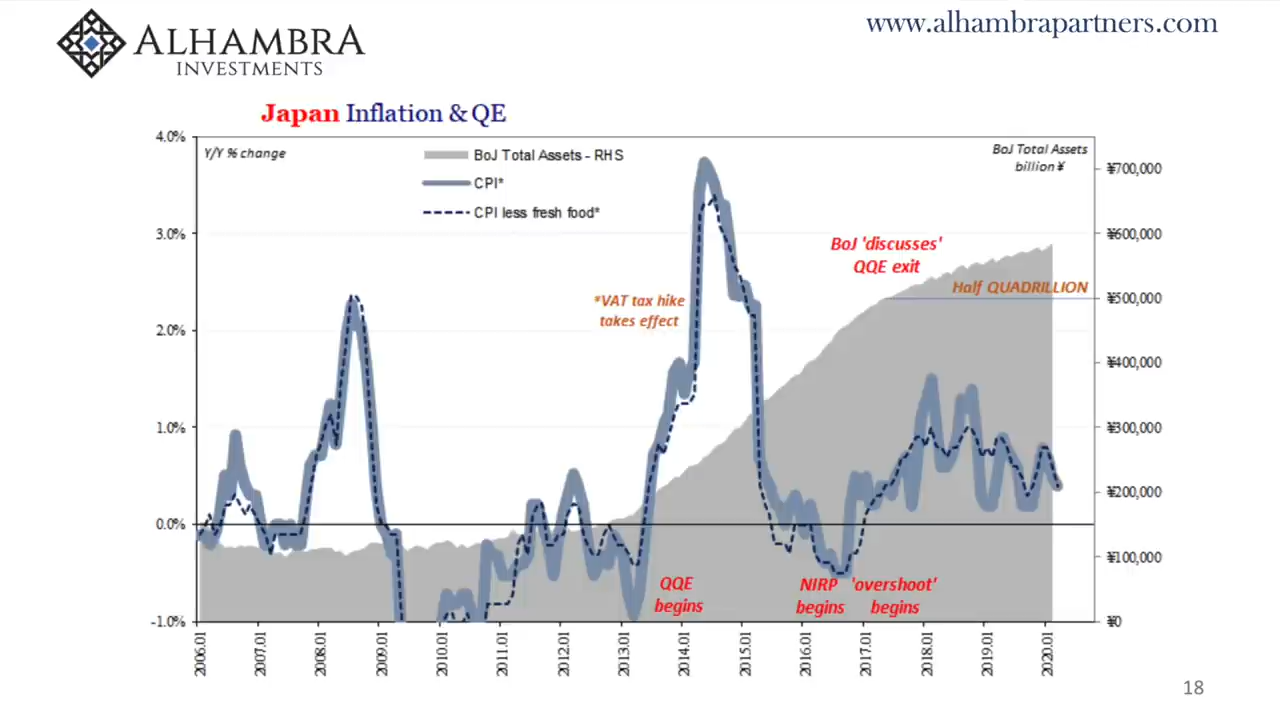 www.alhambrapartners.com
ALHAMBRA
INVESTMENTS
Japan Inflation & QE
4.0%
3.0%
2.0%
1.0%
0.0%
-1.0%
Y/Y % change
BoJ Total Assets - RHS
CPI*
CPI less fresh food*
BoJ Total Assets
billion ¥
¥700,000
¥600,000
¥500,000
¥400,000
¥300,000
¥200,000
¥100,000
¥0
BoJ 'discusses'
QQE exit
Half QUADRILLION
*VAT tax hike
takes effect
QQE
begins
NIRP
begins
'overshoot'
begins
2006.01
2007.01
2008.01
2009.01
2010.01
2011.01
2012.01
2013.01
2014.01
2015.01
2016.01
2017.01
2018.01
2019.01
2020.01
18